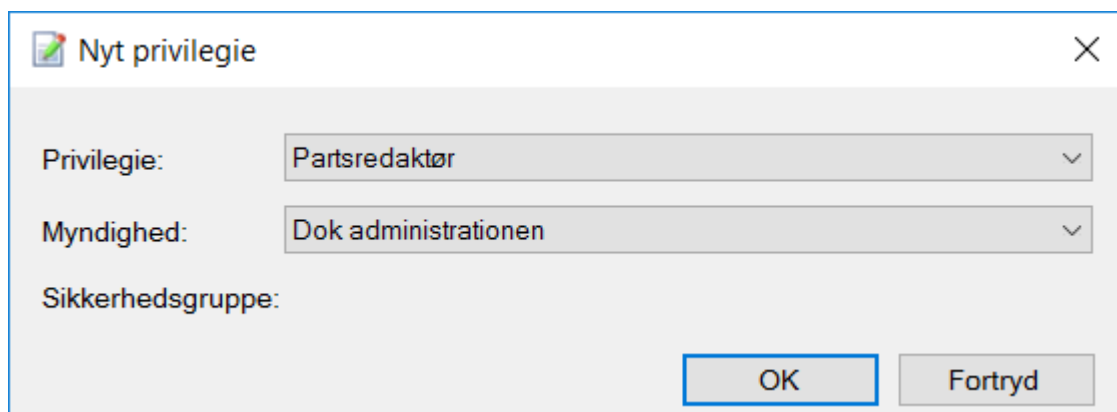 Nyt privilegie
Privilegie: Partsredaktør
Myndighed: Dok administrationen
Sikkerhedsgruppe:
OK Fortryd